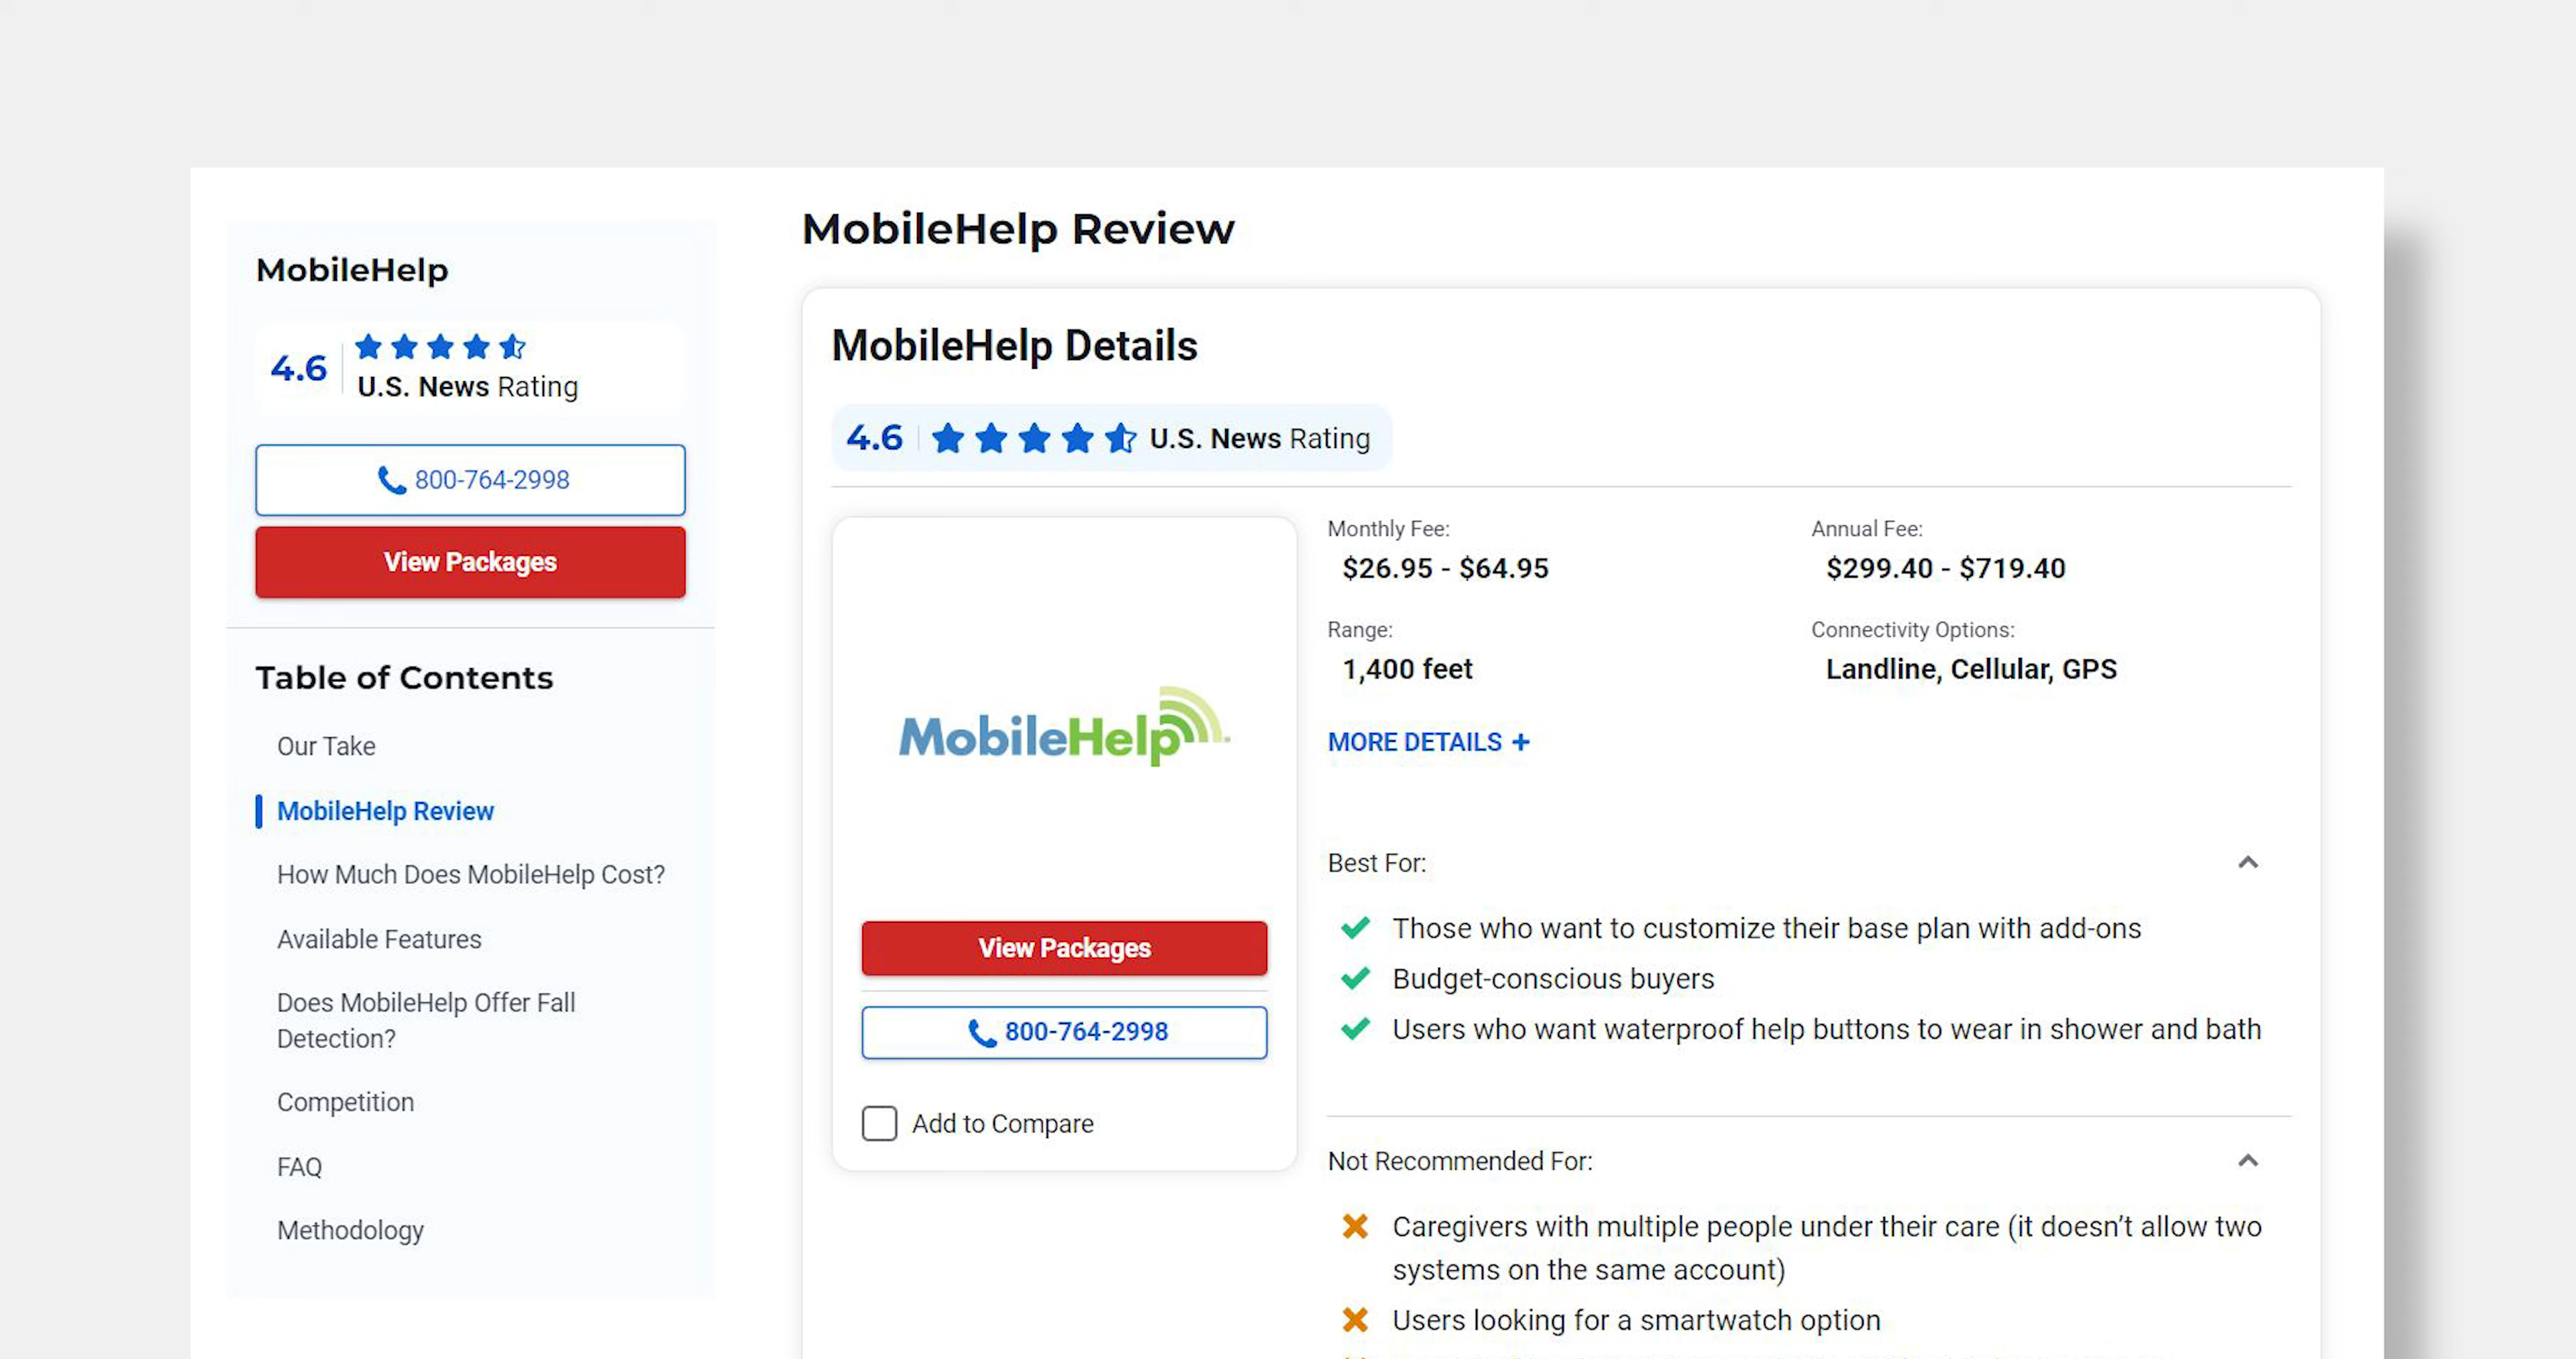 MobileHelp
4.6
U.S. News Rating
800-764-2998
View Packages
Table of Contents
Our Take
MobileHelp Review
How Much Does MobileHelp Cost?
Available Features
Does MobileHelp Offer Fall
Detection?
Competition
FAQ
Methodology
MobileHelp Review
MobileHelp Details
4.6 U.S. News Rating
MobileHelp
View Packages
800-764-2998
Add to Compare
Monthly Fee:
$26.95 - $64.95
Annual Fee:
$299.40 - $719.40
Range:
1,400 feet
Connectivity Options:
Landline, Cellular, GPS
MORE DETAILS +
Best For:
Those who want to customize their base plan with add-ons
Budget-conscious buyers
Users who want waterproof help buttons to wear in shower and bath
Not Recommended For:
Caregivers with multiple people under their care (it doesn’t allow two
systems on the same account)
Users looking for a smartwatch option